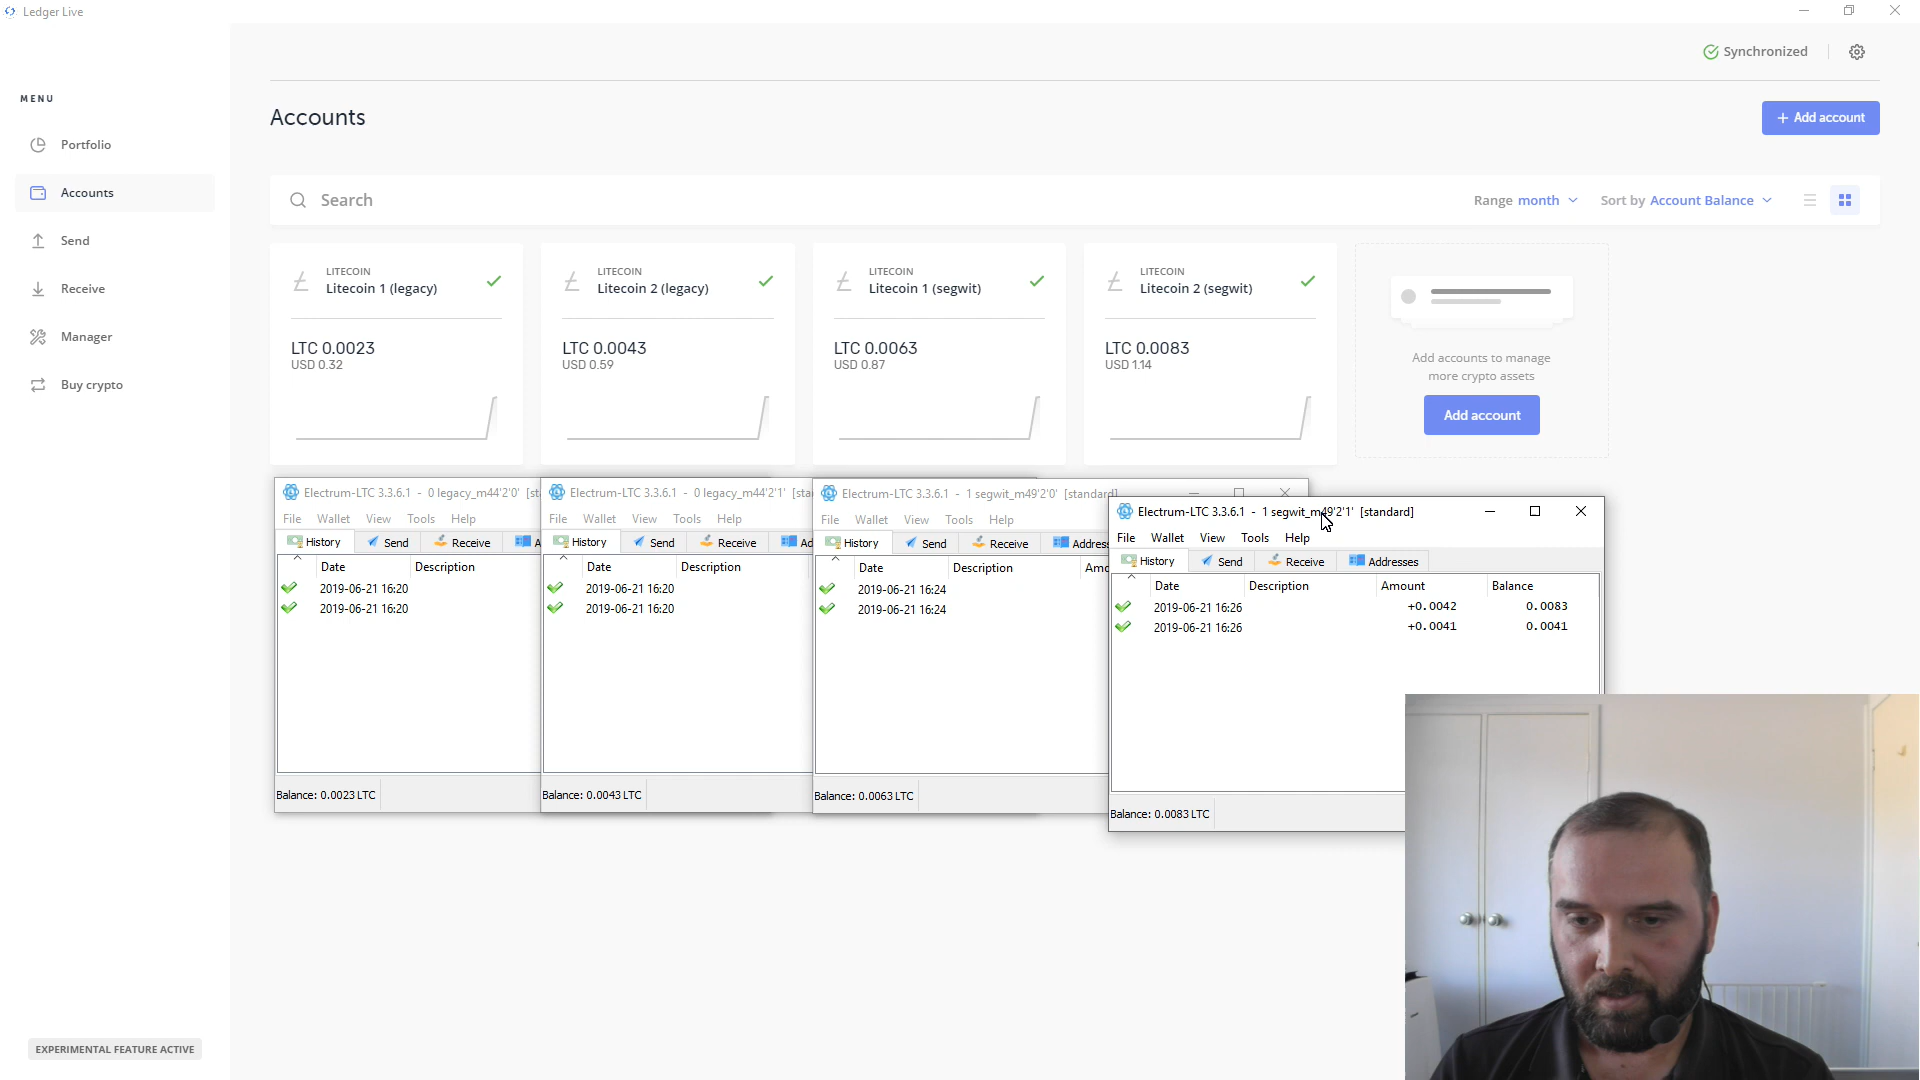 Ledger Live
Synchronized
MENU
Portfolio
Accounts
Send
Receive
Manager
Buy crypto
EXPERIMENTAL FEATURE ACTIVE
Accounts
+ Add account
Search
Range month
Sort by Account Balance
LITECOIN
Litecoin 1 (legacy)
LTC 0.0023
USD 0.32
LITECOIN
Litecoin 2 (legacy)
LTC 0.0043
USD 0.59
LITECOIN
Litecoin 1 (segwit)
LTC 0.0063
USD 0.87
LITECOIN
Litecoin 2 (segwit)
LTC 0.0083
USD 1.14
Add accounts to manage
more crypto assets
Add account
Electrum-LTC 3.3.6.1 - 0 legacy_m44'2'0' [sta
File Wallet View Tools Help
History Send Receive A
Date Description
2019-06-21 16:20
2019-06-21 16:20
Balance: 0.0023 LTC
Electrum-LTC 3.3.6.1 - 0 legacy_m44'2'1' [stan
File Wallet View Tools Help
History Send Receive Ad
Date Description
2019-06-21 16:20
2019-06-21 16:20
Balance: 0.0043 LTC
Electrum-LTC 3.3.6.1 - 1 segwit_m49'2'0' [standard]
File Wallet View Tools Help
History Send Receive Addres
Date Description Amo
2019-06-21 16:24
2019-06-21 16:24
Balance: 0.0063 LTC
Electrum-LTC 3.3.6.1 - 1 segwit_m49'2'1' [standard]
File Wallet View Tools Help
History Send Receive Addresses
Date Description Amount Balance
2019-06-21 16:26 +0.0042 0.0083
2019-06-21 16:26 +0.0041 0.0041
Balance: 0.0083 LTC